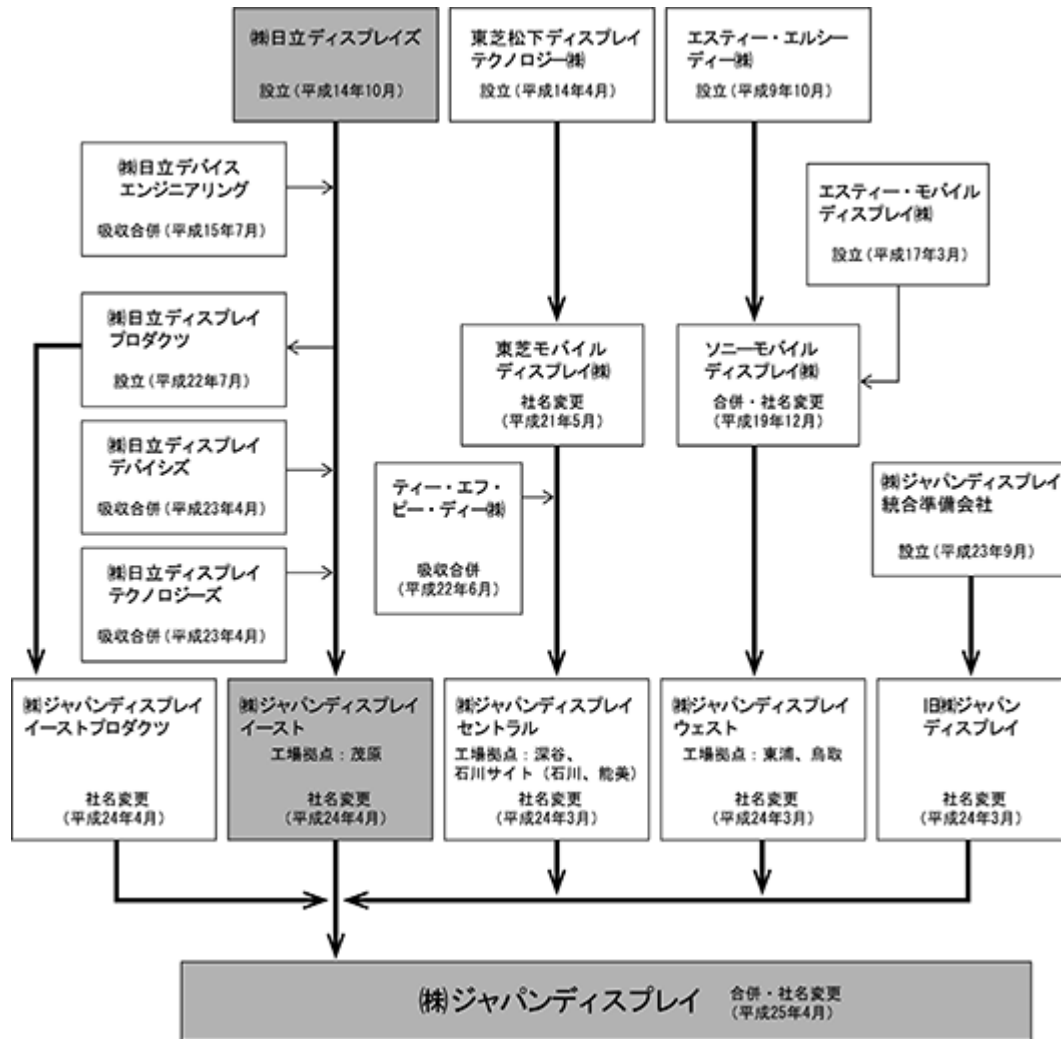 ㈱日立ディスプレイズ
設立(平成14年10月)
東芝松下ディスプレイ
テクノロジー㈱
設立(平成14年4月)
エスティー・エルシー
ディー㈱
設立(平成9年10月)
㈱日立デバイス
エンジニアリング
吸収合併(平成15年7月)
エスティー・モバイル
ディスプレイ㈱
設立(平成17年3月)
㈱日立ディスプレイ
プロダクツ
設立(平成22年7月)
東芝モバイル
ディスプレイ㈱
社名変更
(平成21年5月)
ソニーモバイル
ディスプレイ㈱
合併・社名変更
(平成19年12月)
㈱日立ディスプレイ
デバイシズ
吸収合併(平成23年4月)
ティー・エフ・
ピー・ディー㈱
吸収合併
(平成22年6月)
㈱ジャパンディスプレイ
統合準備会社
設立(平成23年9月)
㈱日立ディスプレイ
テクノロジーズ
吸収合併(平成23年4月)
㈱ジャパンディスプレイ
イーストプロダクツ
社名変更
(平成24年4月)
㈱ジャパンディスプレイ
イースト
工場拠点：茂原
社名変更
(平成24年4月)
㈱ジャパンディスプレイ
セントラル
工場拠点：深谷、
石川サイト(石川、能美)
社名変更
(平成24年3月)
㈱ジャパンディスプレイ
ウェスト
工場拠点：東浦、鳥取
社名変更
(平成24年3月)
旧㈱ジャパン
ディスプレイ
社名変更
(平成24年3月)
(株)ジャパンディスプレイ
合併・社名変更
(平成25年4月)